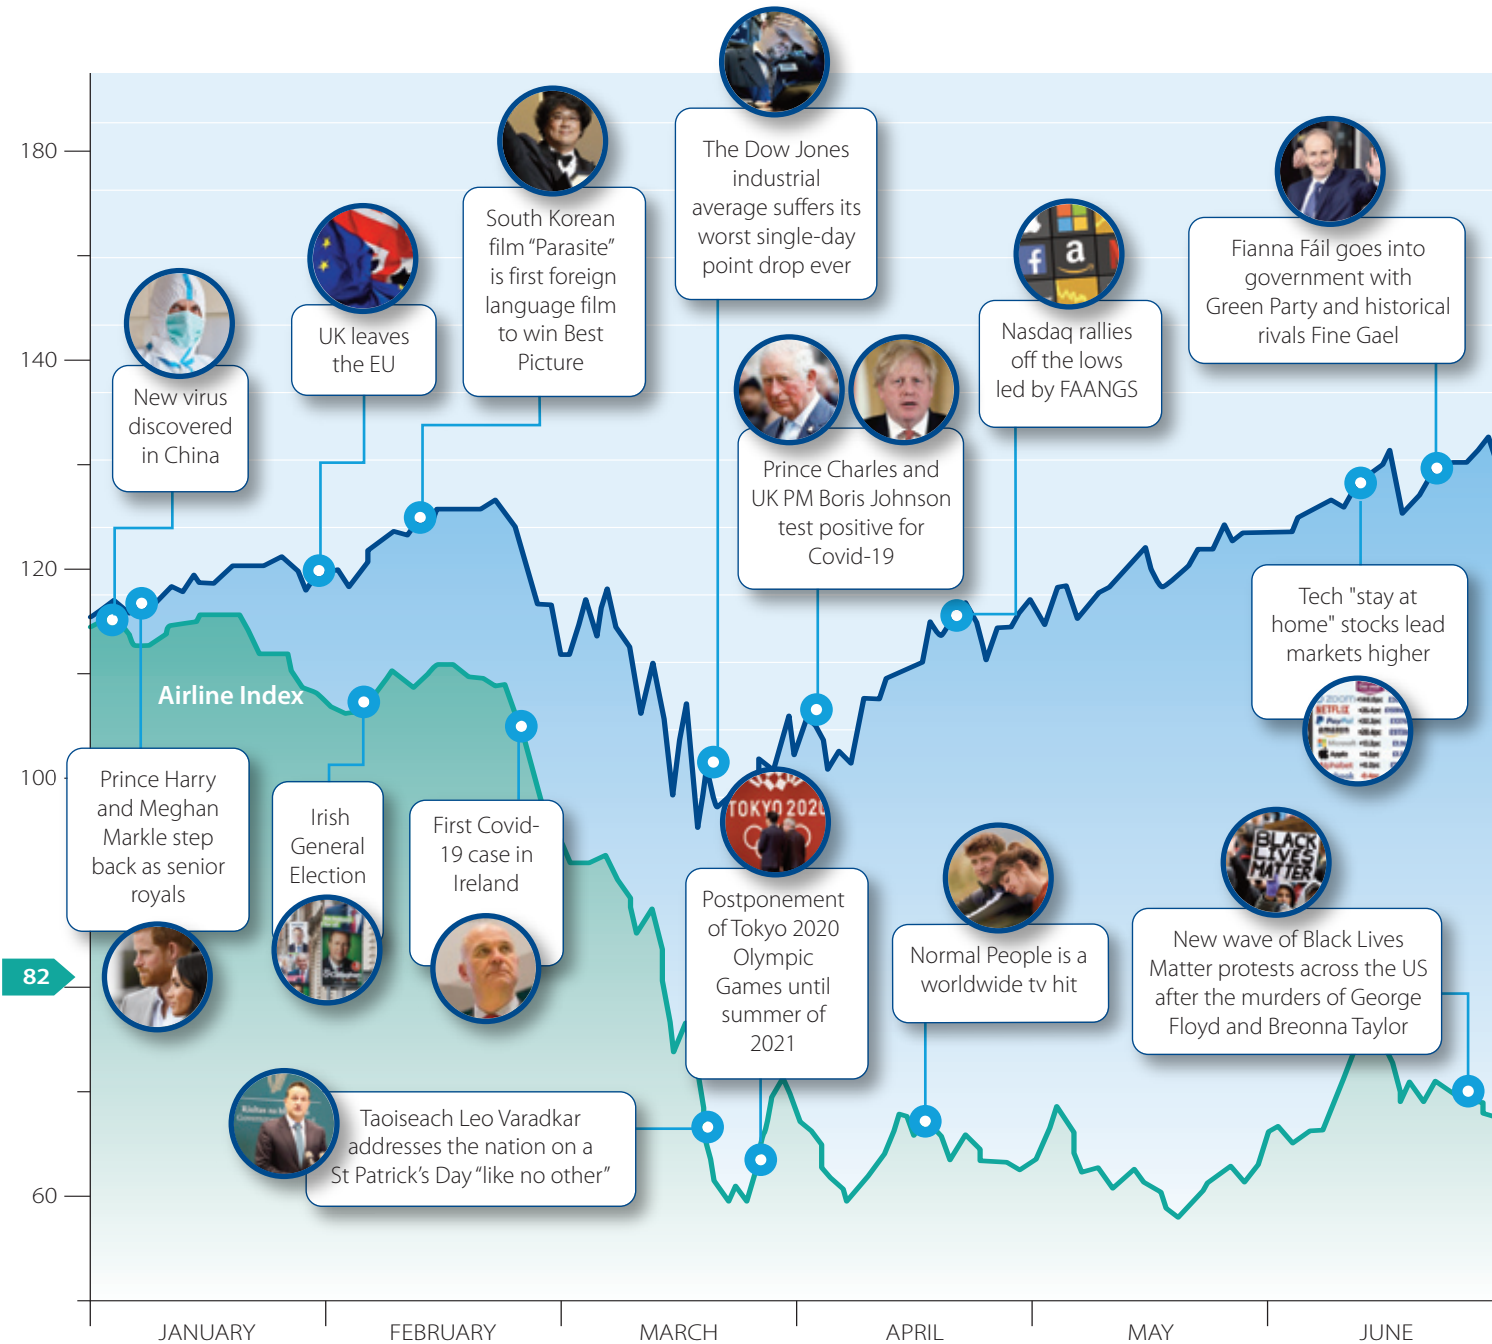 180
140
120
100
82
60
New virus
discovered
in China
UK leaves
the EU
South Korean
film “Parasite”
is first foreign
language film
to win Best
Picture
The Dow Jones
industrial
average suffers its
worst single-day
point drop ever
Prince Charles and
UK PM Boris Johnson
test positive for
Covid-19
Nasdaq rallies
off the lows
led by FAANGS
Fianna Fáil goes into
government with
Green Party and historical
rivals Fine Gael
Tech "stay at
home" stocks lead
markets higher
zoom
NETFLIX
PayPal
amazon
Microsoft
Apple
Airline Index
Prince Harry
and Meghan
Markle step
back as senior
royals
Irish
General
Election
First Covid-
19 case in
Ireland
TOKYO 2020
Postponement
of Tokyo 2020
Olympic
Games until
summer of
2021
Normal People is a
worldwide tv hit
BLACK
LIVES
MATTER
New wave of Black Lives
Matter protests across the US
after the murders of George
Floyd and Breonna Taylor
Taoiseach Leo Varadkar
addresses the nation on a
St Patrick’s Day “like no other”
JANUARY
FEBRUARY
MARCH
APRIL
MAY
JUNE